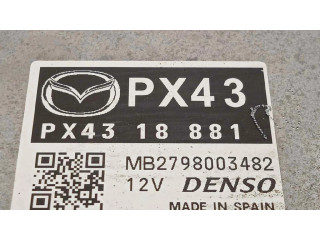 PX43
PX43 18 881
MB2798003482
12V DENSO
MADE IN SPAIN